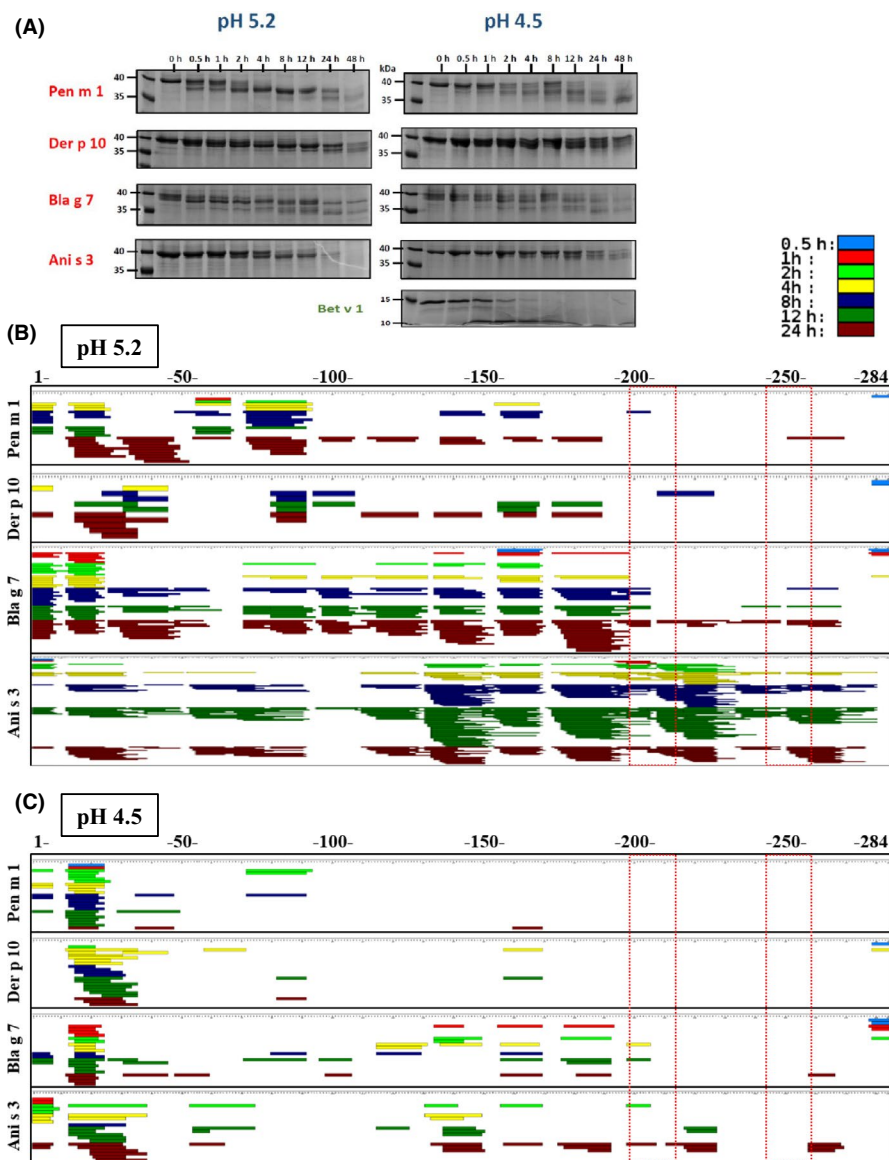 (A)
pH 5.2 pH 4.5
0 h 0.5 h 1 h 2 h 4 h 8 h 12 h 24 h 48 h kDa 0 h 0.5 h 1 h 2 h 4 h 8 h 12 h 24 h 48 h
Pen m 1 40 35 40 35
Der p 10 40 35 40 35
Bla g 7 40 35 40 35
Ani s 3 40 35 40 35
Bet v 1 15 10
0.5 h:
1h :
2h :
4h :
8h :
12 h :
24 h:
(B)
pH 5.2
1- -50- -100- -150- -200- -250- -284
Pen m 1
Der p 10
Bla g 7
Ani s 3
(C)
pH 4.5
1- -50- -100- -150- -200- -250- -284
Pen m 1
Der p 10
Bla g 7
Ani s 3